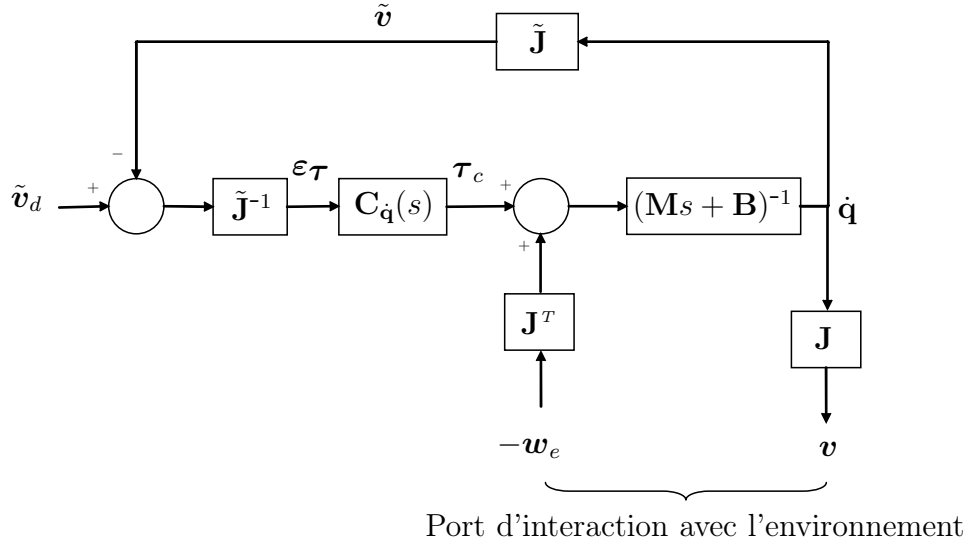 ṽ
J̃
−
ε_τ
τ_c
+
+
ṽ_d
J̃⁻¹
C_q̇(s)
(Ms + B)⁻¹
q̇
+
Jᵀ
J
−w_e
v
Port d'interaction avec l'environnement